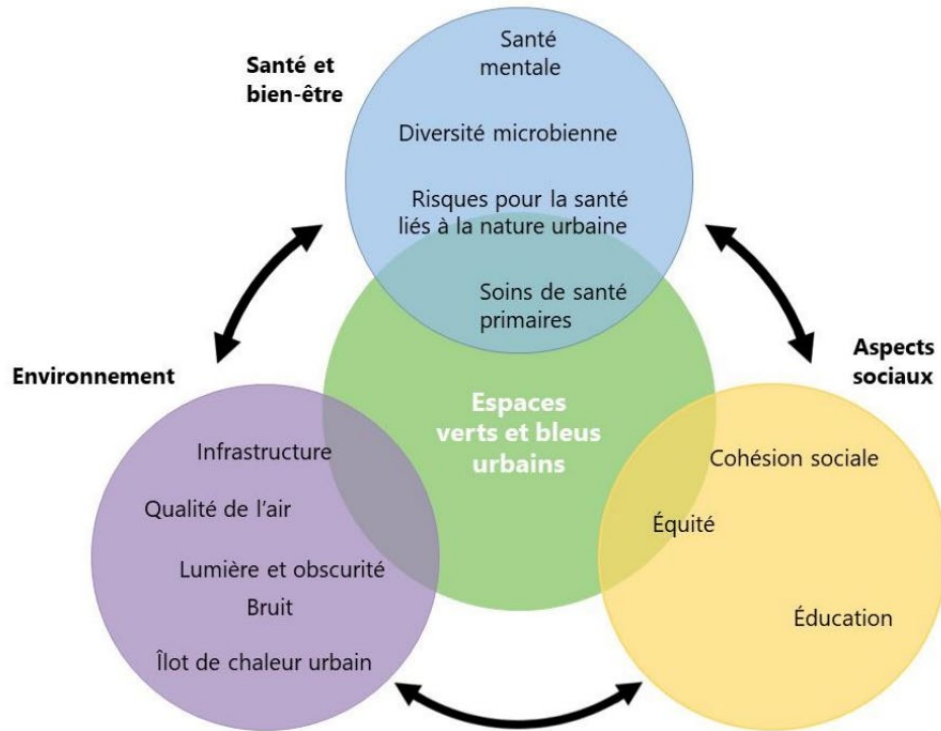 Santé et
bien-être
Santé
mentale
Diversité microbienne
Risques pour la santé
liés à la nature urbaine
Soins de santé
primaires
Environnement
Aspects
sociaux
Espaces
verts et bleus
urbains
Infrastructure
Qualité de l'air
Lumière et obscurité
Bruit
Îlot de chaleur urbain
Cohésion sociale
Équité
Éducation